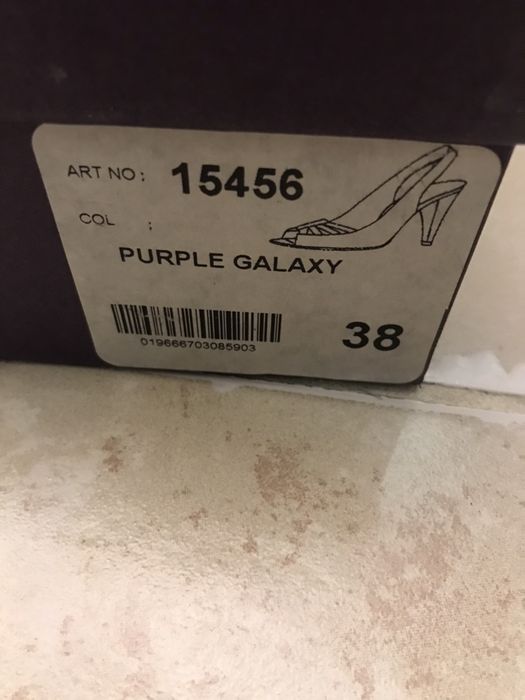 ART NO: 15456
COL :
PURPLE GALAXY
019666703085903
38